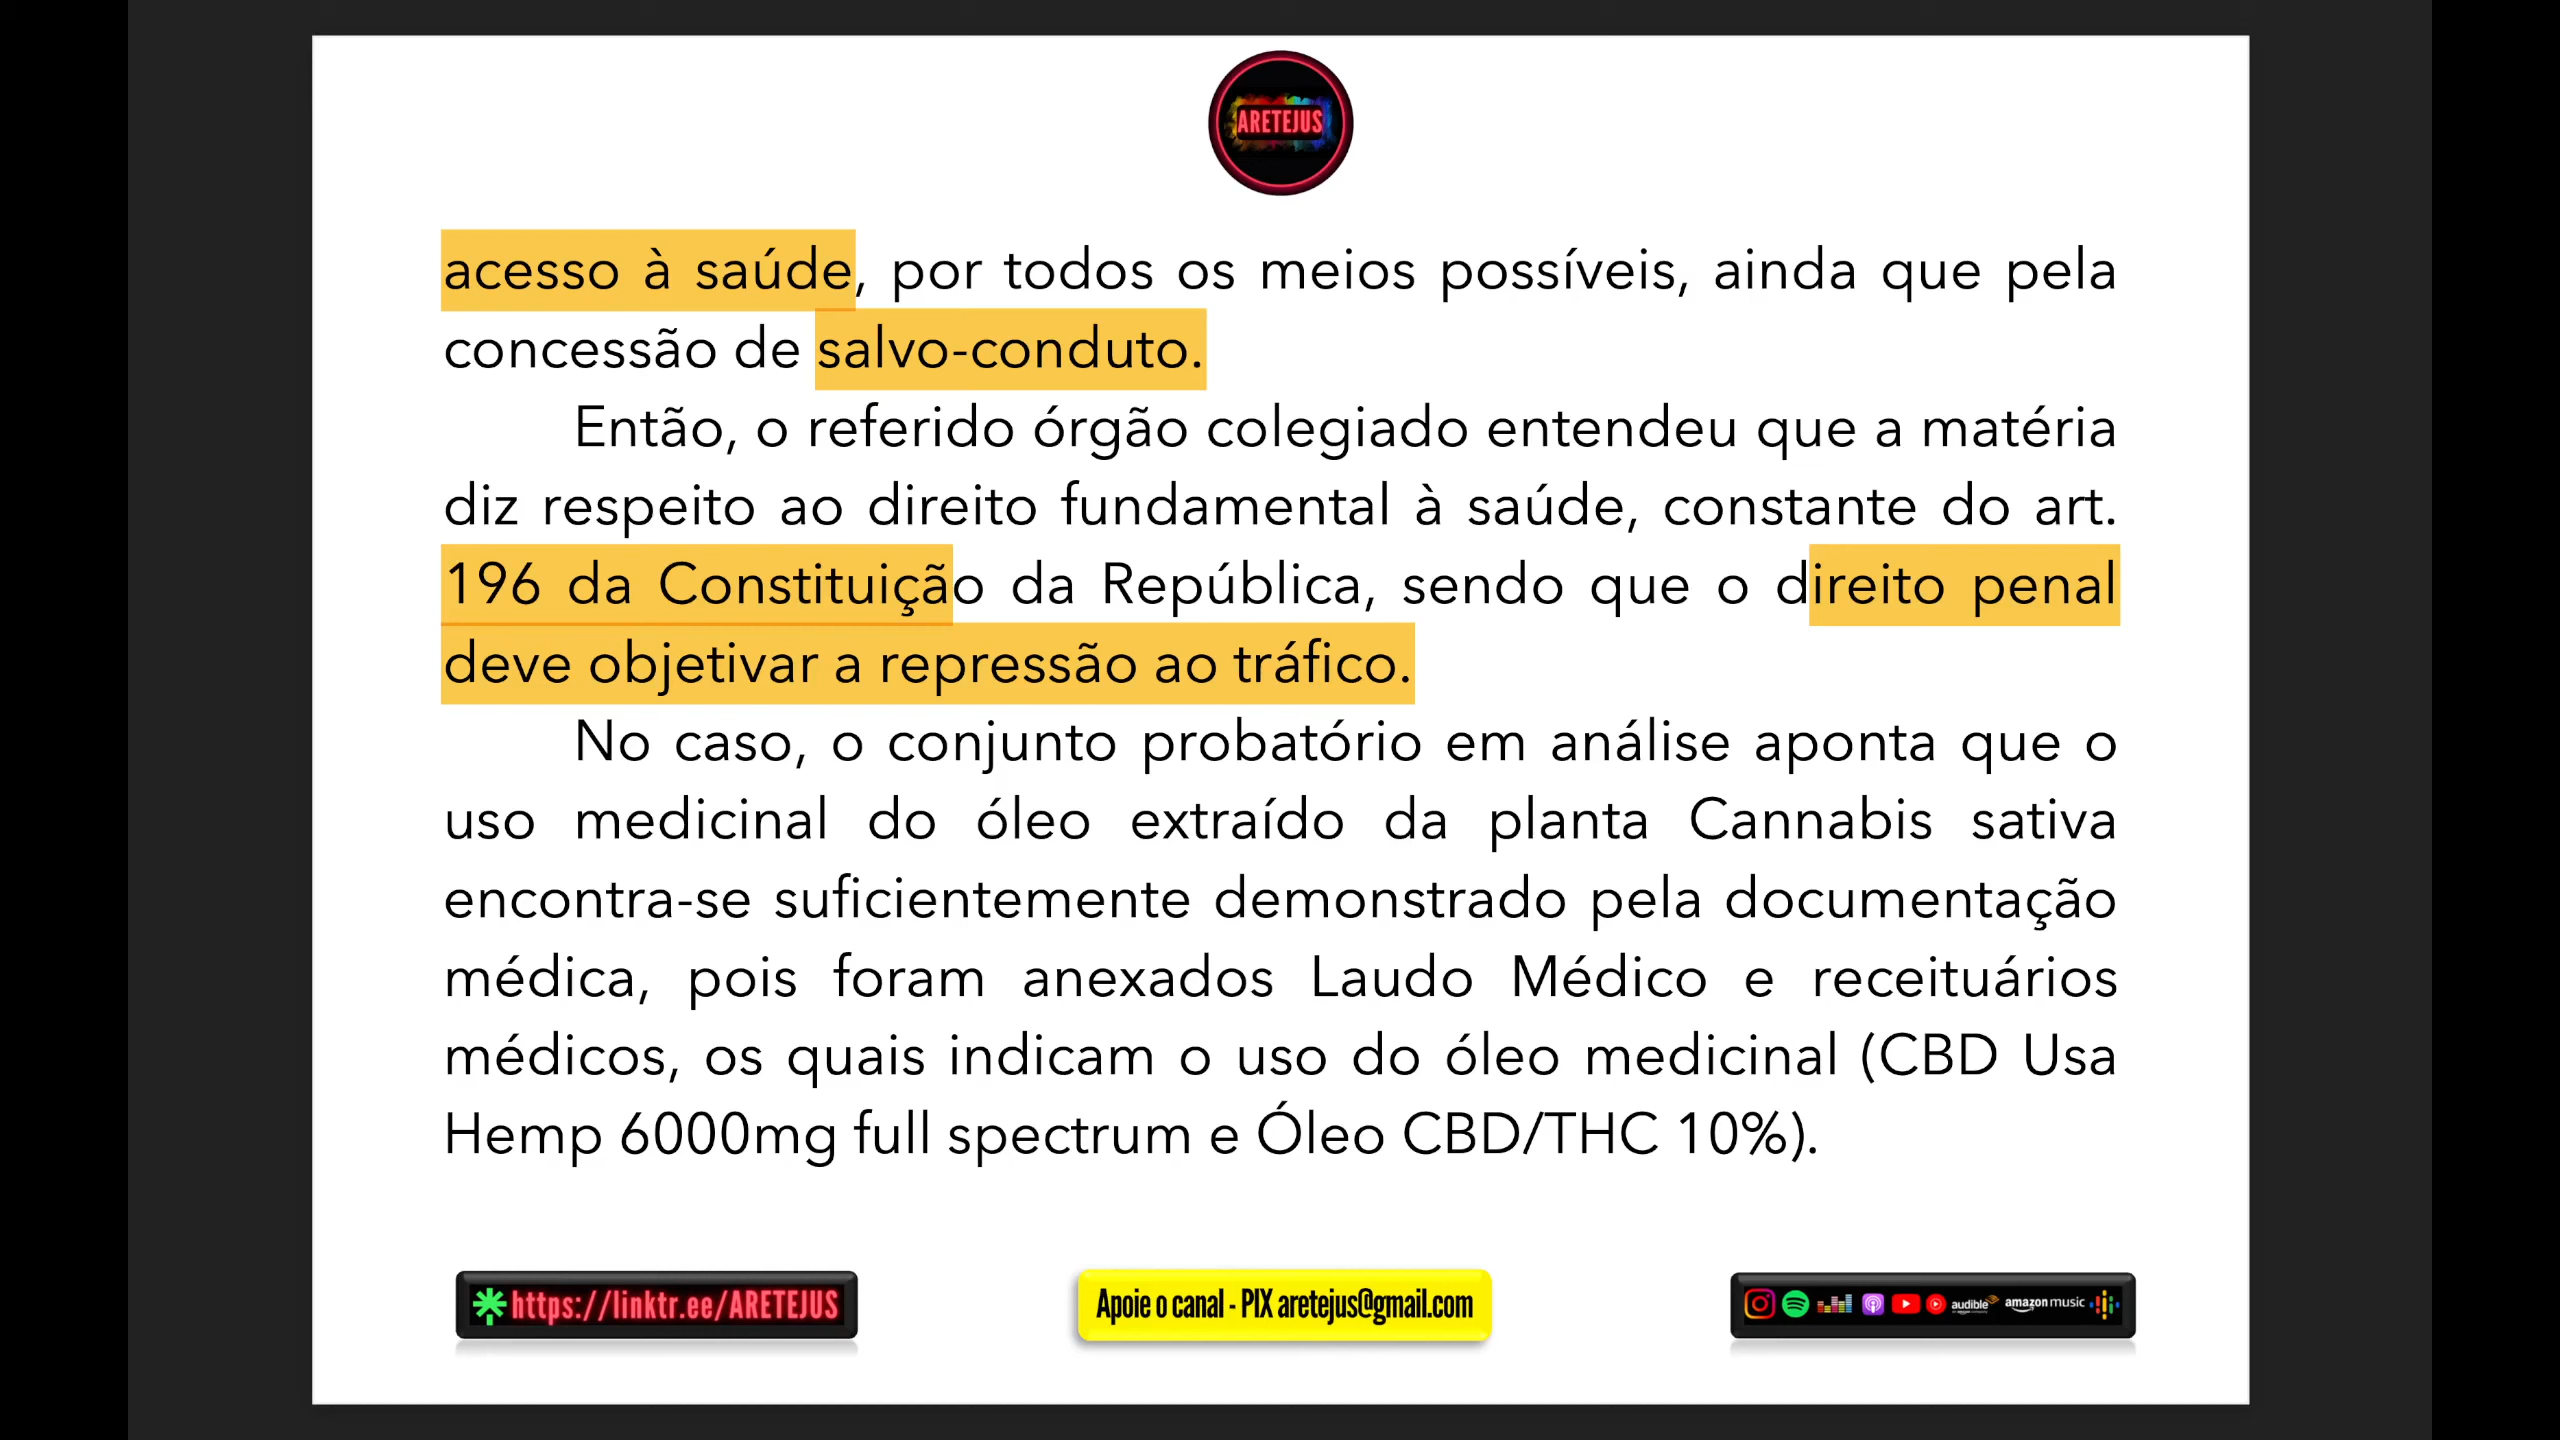 ARETEJUS
acesso à saúde, por todos os meios possíveis, ainda que pela
concessão de salvo-conduto.
Então, o referido órgão colegiado entendeu que a matéria
diz respeito ao direito fundamental à saúde, constante do art.
196 da Constituição da República, sendo que o direito penal
deve objetivar a repressão ao tráfico.
No caso, o conjunto probatório em análise aponta que o
uso medicinal do óleo extraído da planta Cannabis sativa
encontra-se suficientemente demonstrado pela documentação
médica, pois foram anexados Laudo Médico e receituários
médicos, os quais indicam o uso do óleo medicinal (CBD Usa
Hemp 6000mg full spectrum e Óleo CBD/THC 10%).
https://linktr.ee/ARETEJUS
Apoie o canal - PIX aretejus@gmail.com
audible amazon music